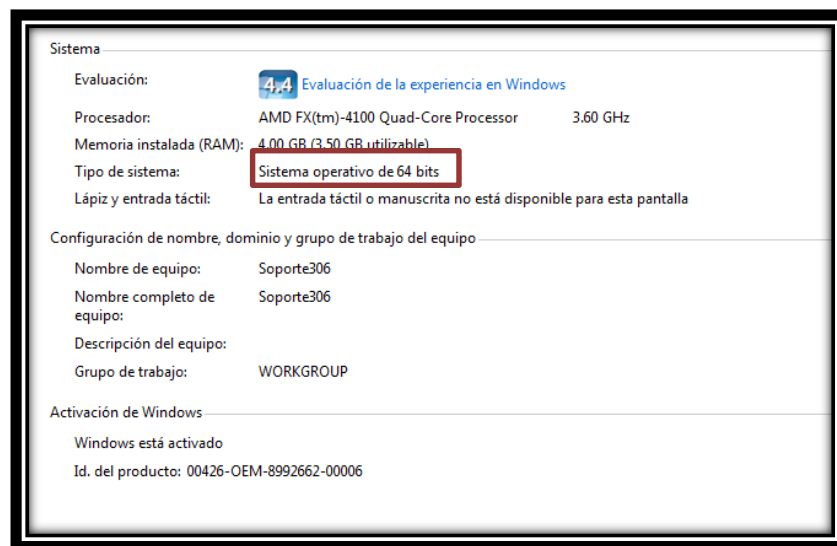 Sistema
Evaluación: 4,4 Evaluación de la experiencia en Windows
Procesador: AMD FX(tm)-4100 Quad-Core Processor 3.60 GHz
Memoria instalada (RAM): 4.00 GB (3.50 GB utilizable)
Tipo de sistema: Sistema operativo de 64 bits
Lápiz y entrada táctil: La entrada táctil o manuscrita no está disponible para esta pantalla
Configuración de nombre, dominio y grupo de trabajo del equipo
Nombre de equipo: Soporte306
Nombre completo de Soporte306
equipo:
Descripción del equipo:
Grupo de trabajo: WORKGROUP
Activación de Windows
Windows está activado
Id. del producto: 00426-OEM-8992662-00006